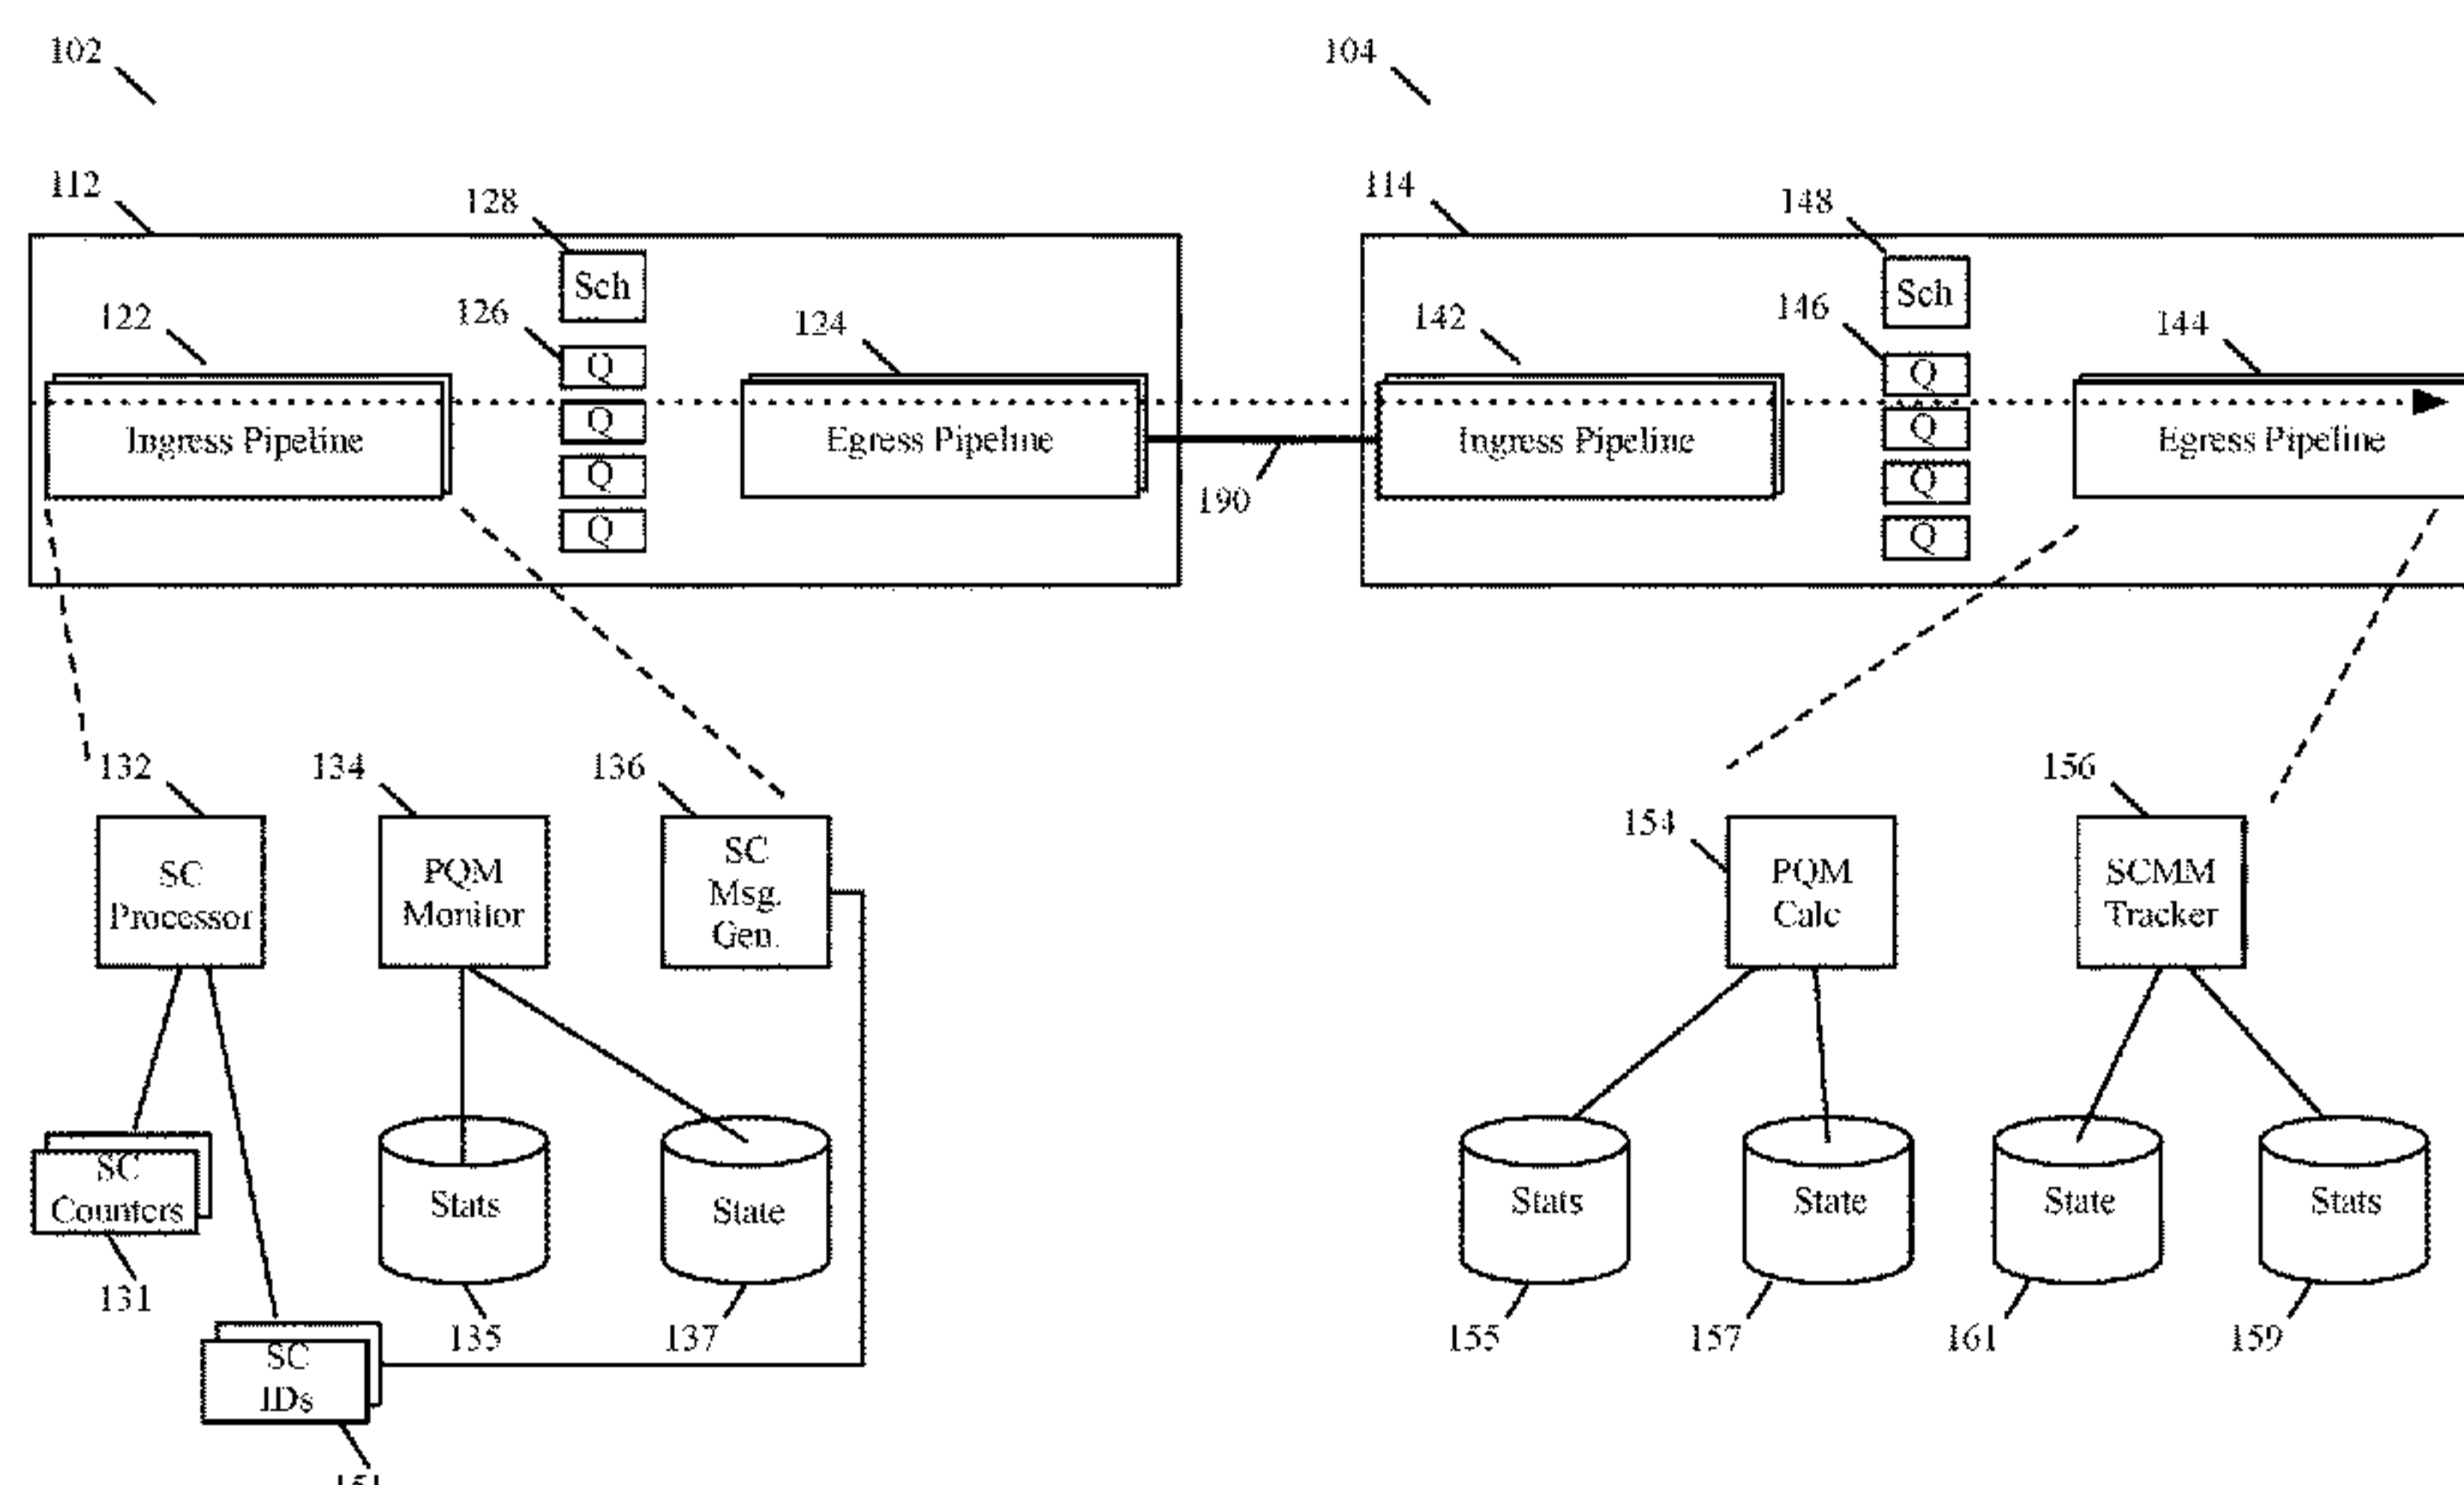 102
104
112
128
114
148
Sch
Sch
122
126
124
142
146
144
Q
Q
Q
Q
Q
Q
Q
Q
Ingress Pipeline
Egress Pipeline
Ingress Pipeline
Egress Pipeline
190
132
134
136
154
156
SC
Processor
PQM
Monitor
SC
Msg.
Gen.
PQM
Calc
SCMM
Tracker
SC
Counters
Stats
State
Stats
State
State
Stats
131
135
137
155
157
161
159
SC
IDs